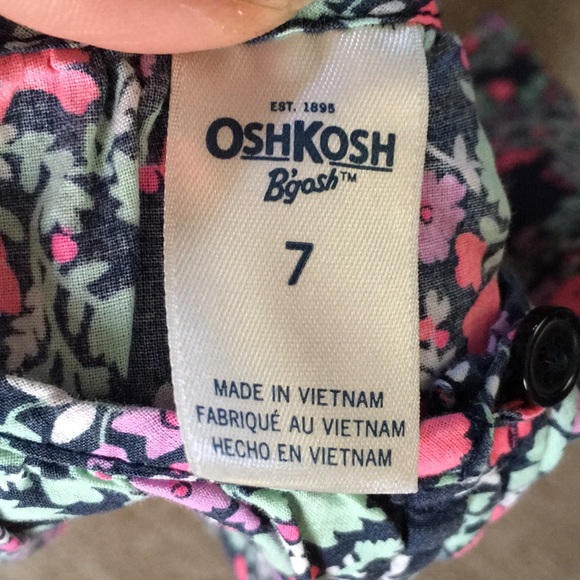 EST. 1895
OSHKOSH
B'gosh™
7
MADE IN VIETNAM
FABRIQUÉ AU VIETNAM
HECHO EN VIETNAM